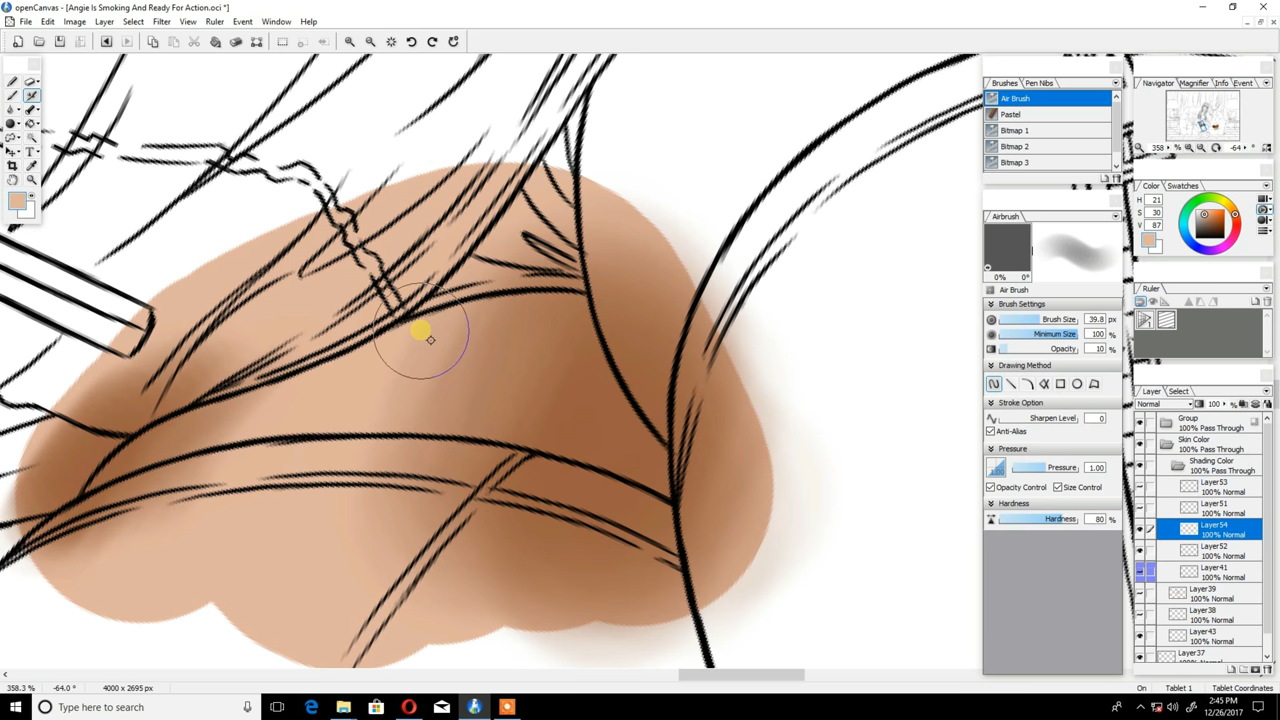 openCanvas - [Angie Is Smoking And Ready For Action.oci *]
File Edit Image Layer Select Filter View Ruler Event Window Help
Brushes Pen Nibs
Air Brush
Pastel
Bitmap 1
Bitmap 2
Bitmap 3
Airbrush
0% 0°
Air Brush
Brush Settings
Brush Size 39.8 px
Minimum Size 100 %
Opacity 10 %
Drawing Method
Stroke Option
Sharpen Level 0
Anti-Alias
Pressure
Pressure 1.00
Opacity Control Size Control
Hardness
Hardness 80 %
Navigator Magnifier Info Event
358 % -64 °
Color Swatches
H 21
S 30
V 87
Ruler
Layer Select
Normal 100 %
Group
100% Pass Through
Skin Color
100% Pass Through
Shading Color
100% Pass Through
Layer53
100% Normal
Layer51
100% Normal
Layer54
100% Normal
Layer52
100% Normal
Layer41
100% Normal
Layer39
100% Normal
Layer38
100% Normal
Layer43
100% Normal
Layer37
358.3 % -64.0 ° 4000 x 2695 px
On Tablet 1 Tablet Coordinates
Type here to search
2:45 PM
12/26/2017